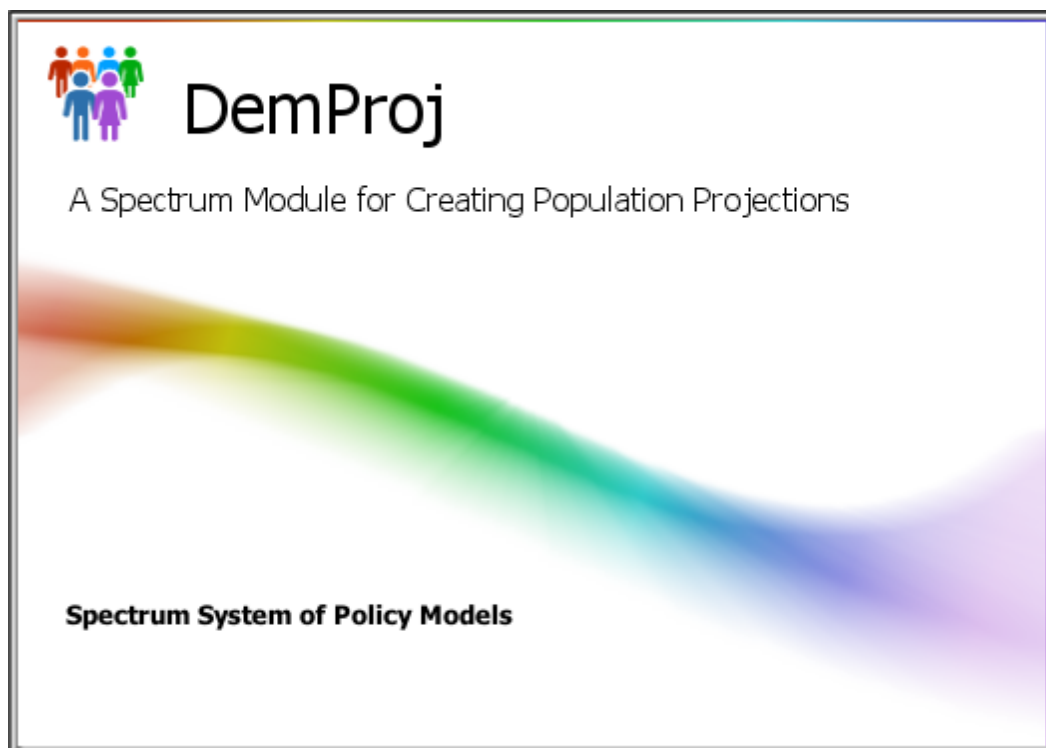 DemProj
A Spectrum Module for Creating Population Projections
Spectrum System of Policy Models